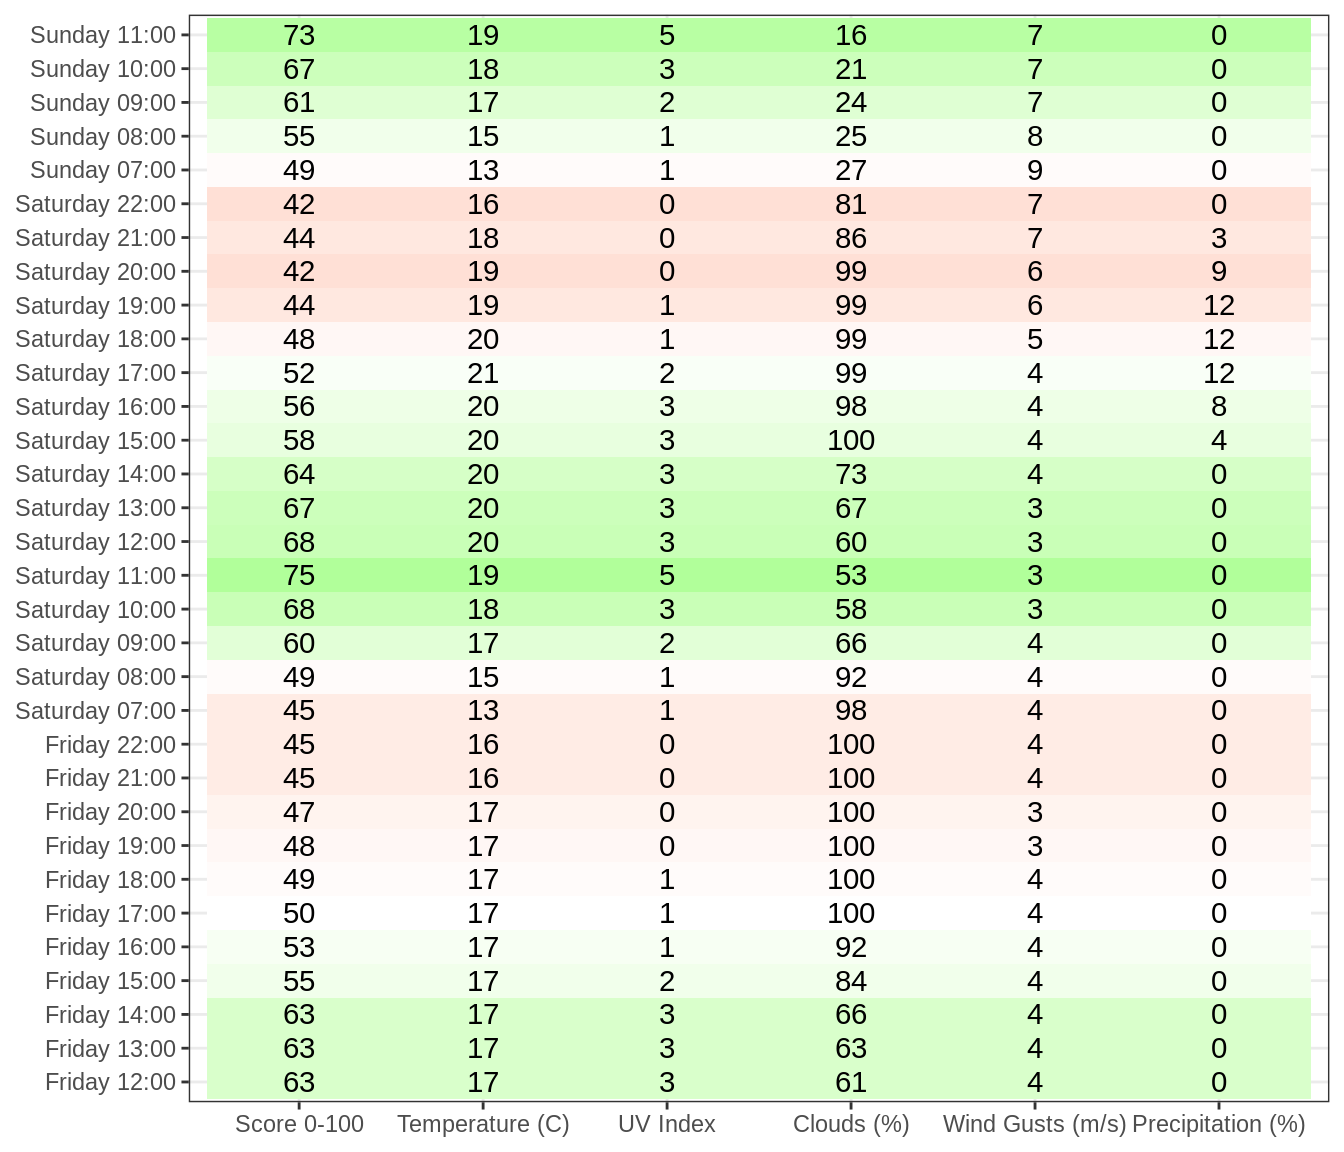 Sunday 11:00 73 19 5 16 7 0
Sunday 10:00 67 18 3 21 7 0
Sunday 09:00 61 17 2 24 7 0
Sunday 08:00 55 15 1 25 8 0
Sunday 07:00 49 13 1 27 9 0
Saturday 22:00 42 16 0 81 7 0
Saturday 21:00 44 18 0 86 7 3
Saturday 20:00 42 19 0 99 6 9
Saturday 19:00 44 19 1 99 6 12
Saturday 18:00 48 20 1 99 5 12
Saturday 17:00 52 21 2 99 4 12
Saturday 16:00 56 20 3 98 4 8
Saturday 15:00 58 20 3 100 4 4
Saturday 14:00 64 20 3 73 4 0
Saturday 13:00 67 20 3 67 3 0
Saturday 12:00 68 20 3 60 3 0
Saturday 11:00 75 19 5 53 3 0
Saturday 10:00 68 18 3 58 3 0
Saturday 09:00 60 17 2 66 4 0
Saturday 08:00 49 15 1 92 4 0
Saturday 07:00 45 13 1 98 4 0
Friday 22:00 45 16 0 100 4 0
Friday 21:00 45 16 0 100 4 0
Friday 20:00 47 17 0 100 3 0
Friday 19:00 48 17 0 100 3 0
Friday 18:00 49 17 1 100 4 0
Friday 17:00 50 17 1 100 4 0
Friday 16:00 53 17 1 92 4 0
Friday 15:00 55 17 2 84 4 0
Friday 14:00 63 17 3 66 4 0
Friday 13:00 63 17 3 63 4 0
Friday 12:00 63 17 3 61 4 0
Score 0-100 Temperature (C) UV Index Clouds (%) Wind Gusts (m/s) Precipitation (%)